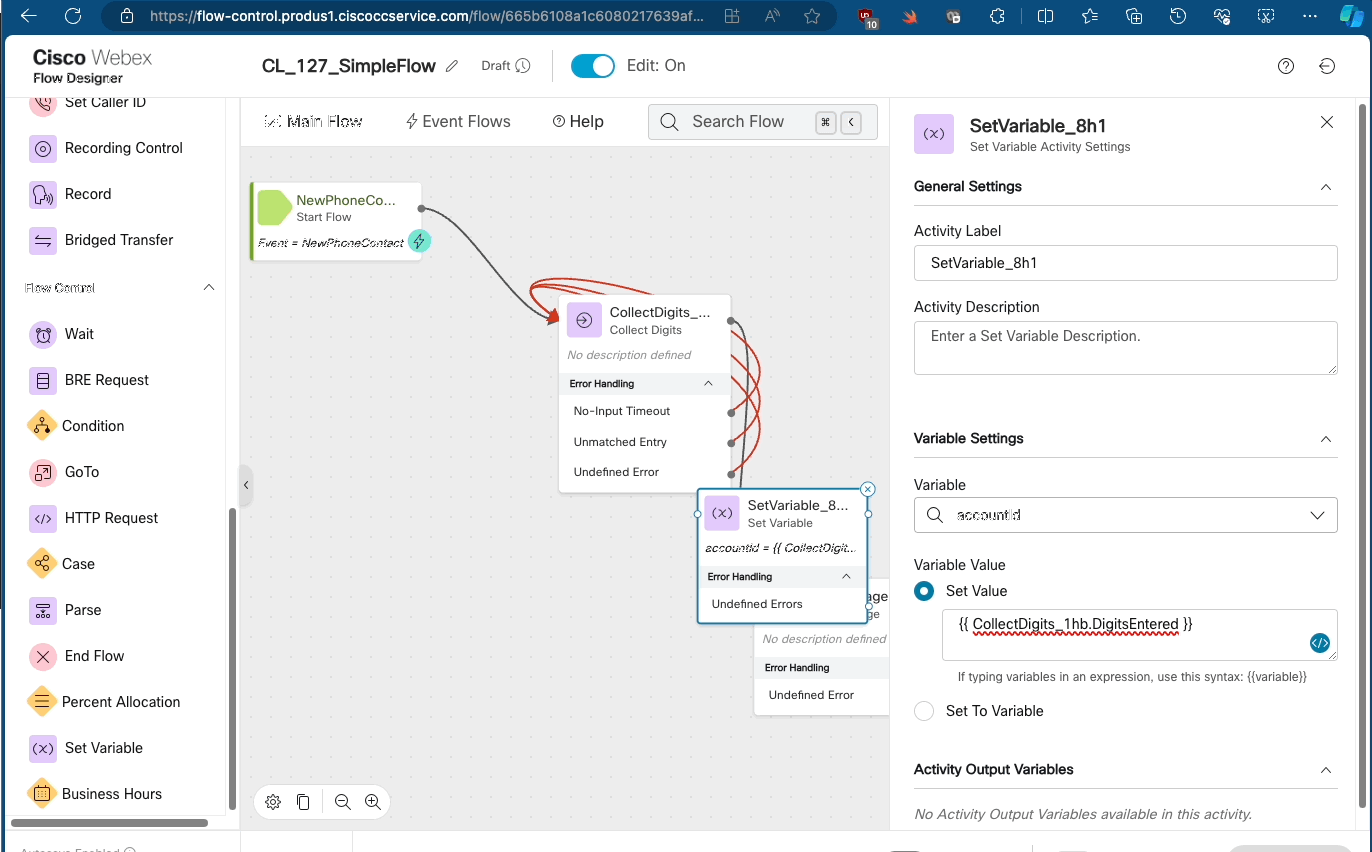 https://flow-control.produs1.ciscoccservice.com/flow/665b6108a1c6080217639af...
10
Cisco Webex
Flow Designer
CL_127_SimpleFlow
Draft
Edit: On
Set Caller ID
Recording Control
Record
Bridged Transfer
Flow Control
Wait
BRE Request
Condition
GoTo
HTTP Request
Case
Parse
End Flow
Percent Allocation
Set Variable
Business Hours
Autosave Enabled
Main Flow
Event Flows
Help
Search Flow
NewPhoneCo...
Start Flow
Event = NewPhoneContact
CollectDigits_...
Collect Digits
No description defined
Error Handling
No-Input Timeout
Unmatched Entry
Undefined Error
SetVariable_8...
Set Variable
accountid = {{ CollectDigit...
Error Handling
Undefined Errors
age
ge
No description defined
Error Handling
Undefined Error
SetVariable_8h1
Set Variable Activity Settings
General Settings
Activity Label
SetVariable_8h1
Activity Description
Enter a Set Variable Description.
Variable Settings
Variable
accountid
Variable Value
Set Value
{{ CollectDigits_1hb.DigitsEntered }}
If typing variables in an expression, use this syntax: {{variable}}
Set To Variable
Activity Output Variables
No Activity Output Variables available in this activity.